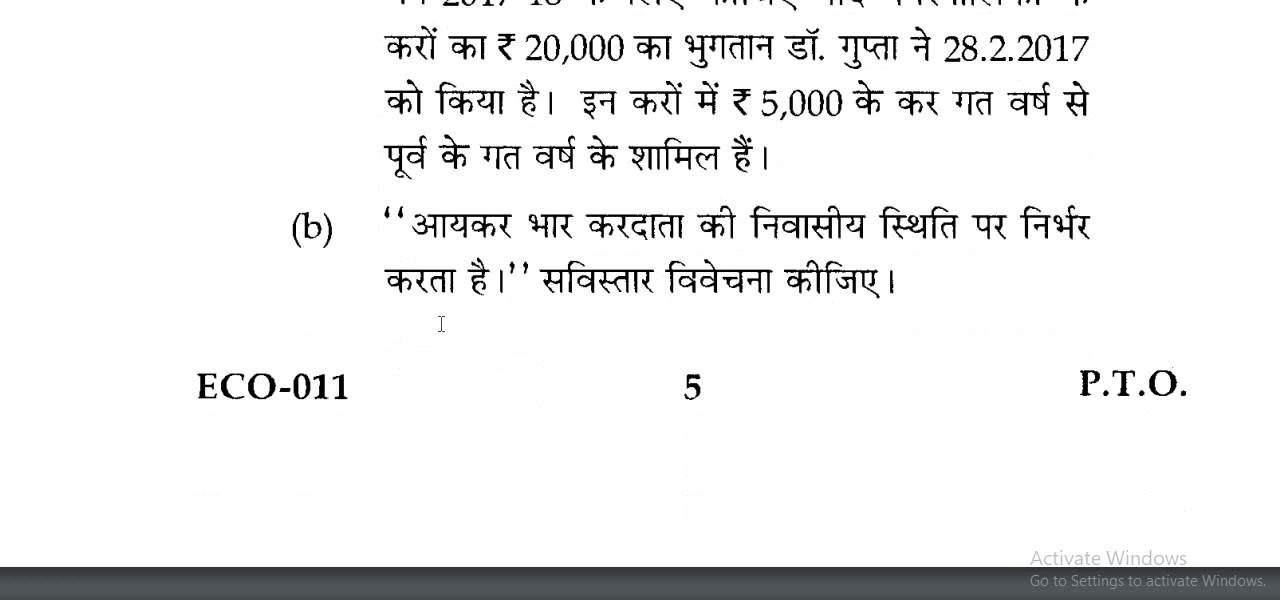 करों का ₹ 20,000 का भुगतान डॉ. गुप्ता ने 28.2.2017
को किया है। इन करों में ₹ 5,000 के कर गत वर्ष से
पूर्व के गत वर्ष के शामिल हैं।
(b) ‘‘आयकर भार करदाता की निवासीय स्थिति पर निर्भर
करता है।’’ सविस्तार विवेचना कीजिए।
ECO-011 5 P.T.O.
Activate Windows
Go to Settings to activate Windows.